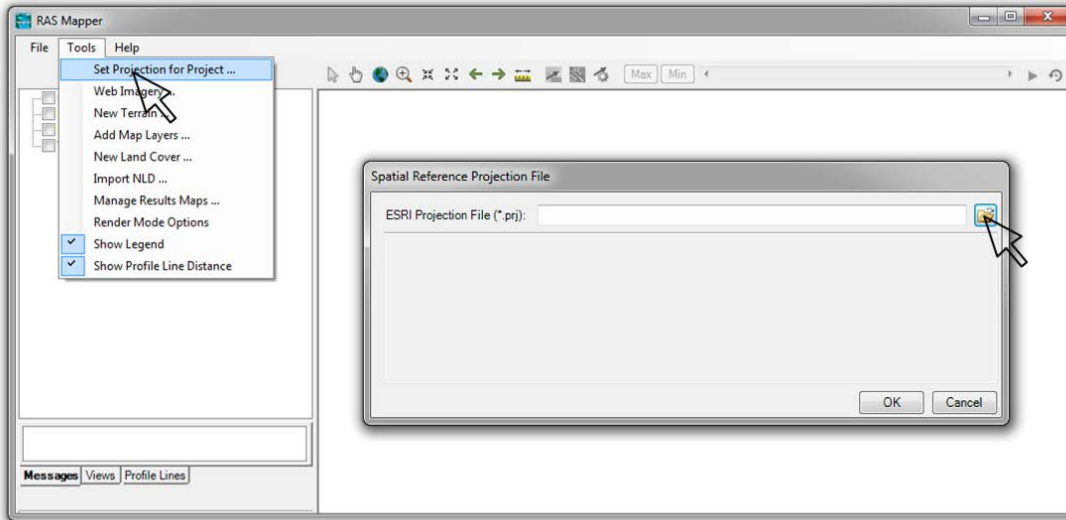 RAS Mapper
File Tools Help
Set Projection for Project ...
Max Min
Web Imagery ...
New Terrain ...
Add Map Layers ...
New Land Cover ...
Import NLD ...
Manage Results Maps ...
Render Mode Options
Show Legend
Show Profile Line Distance
Spatial Reference Projection File
ESRI Projection File (*.prj):
OK Cancel
Messages Views Profile Lines